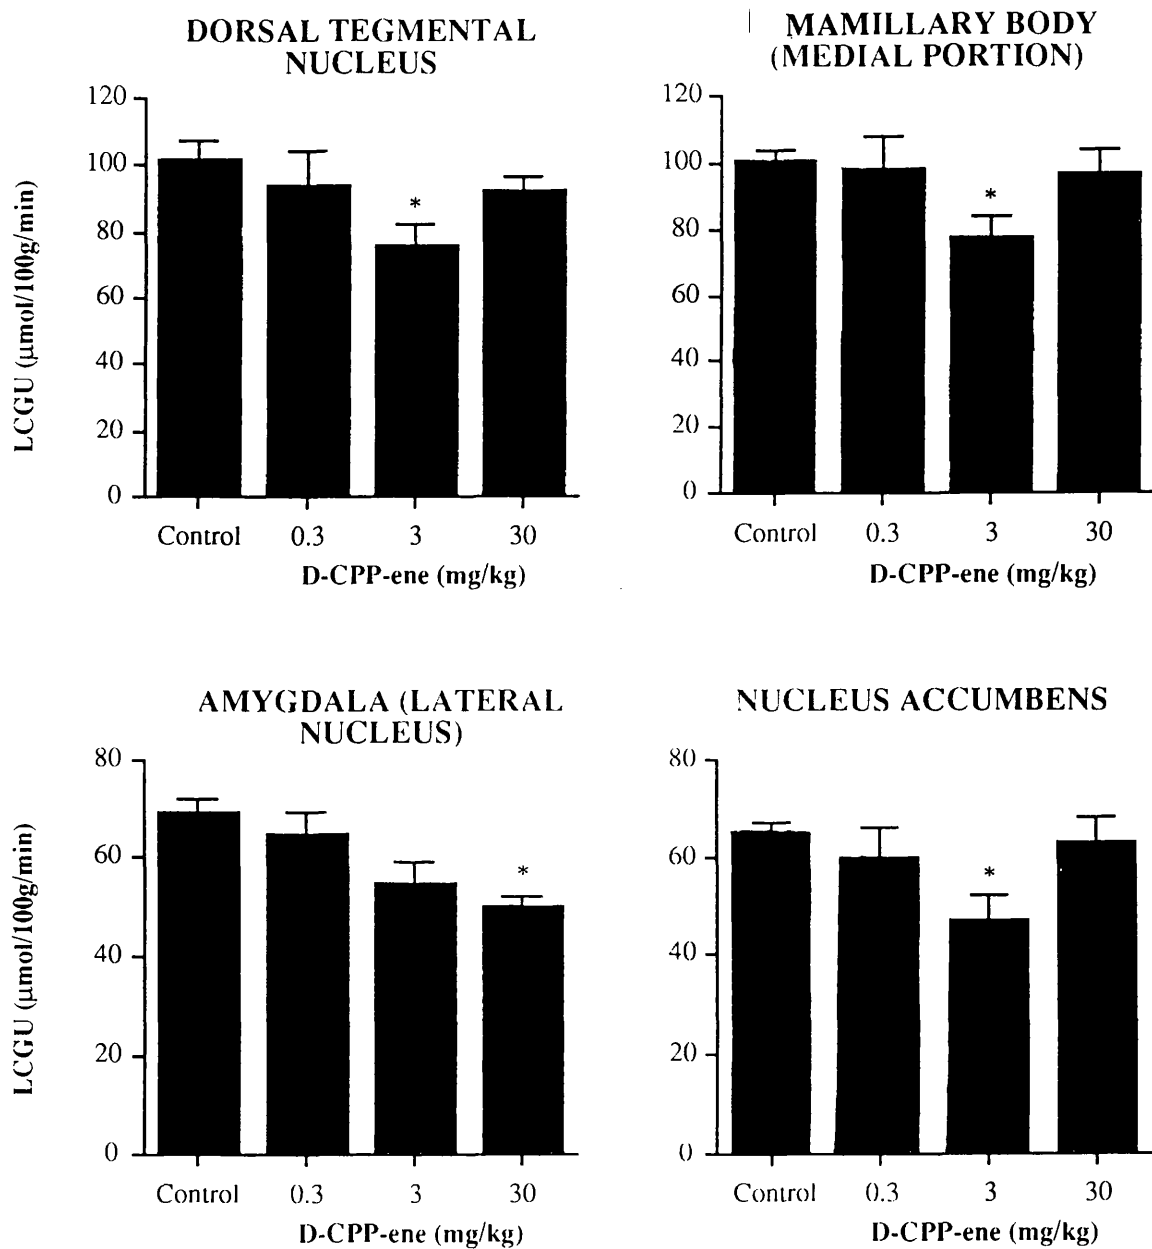 DORSAL TEGMENTAL
NUCLEUS
120
100
80
60
40
20
0
LCGU (µmol/100g/min)
*
Control 0.3 3 30
D-CPP-ene (mg/kg)
MAMILLARY BODY
(MEDIAL PORTION)
120
100
80
60
40
20
0
*
Control 0.3 3 30
D-CPP-ene (mg/kg)
AMYGDALA (LATERAL
NUCLEUS)
80
60
40
20
0
LCGU (µmol/100g/min)
*
Control 0.3 3 30
D-CPP-ene (mg/kg)
NUCLEUS ACCUMBENS
80
60
40
20
0
*
Control 0.3 3 30
D-CPP-ene (mg/kg)